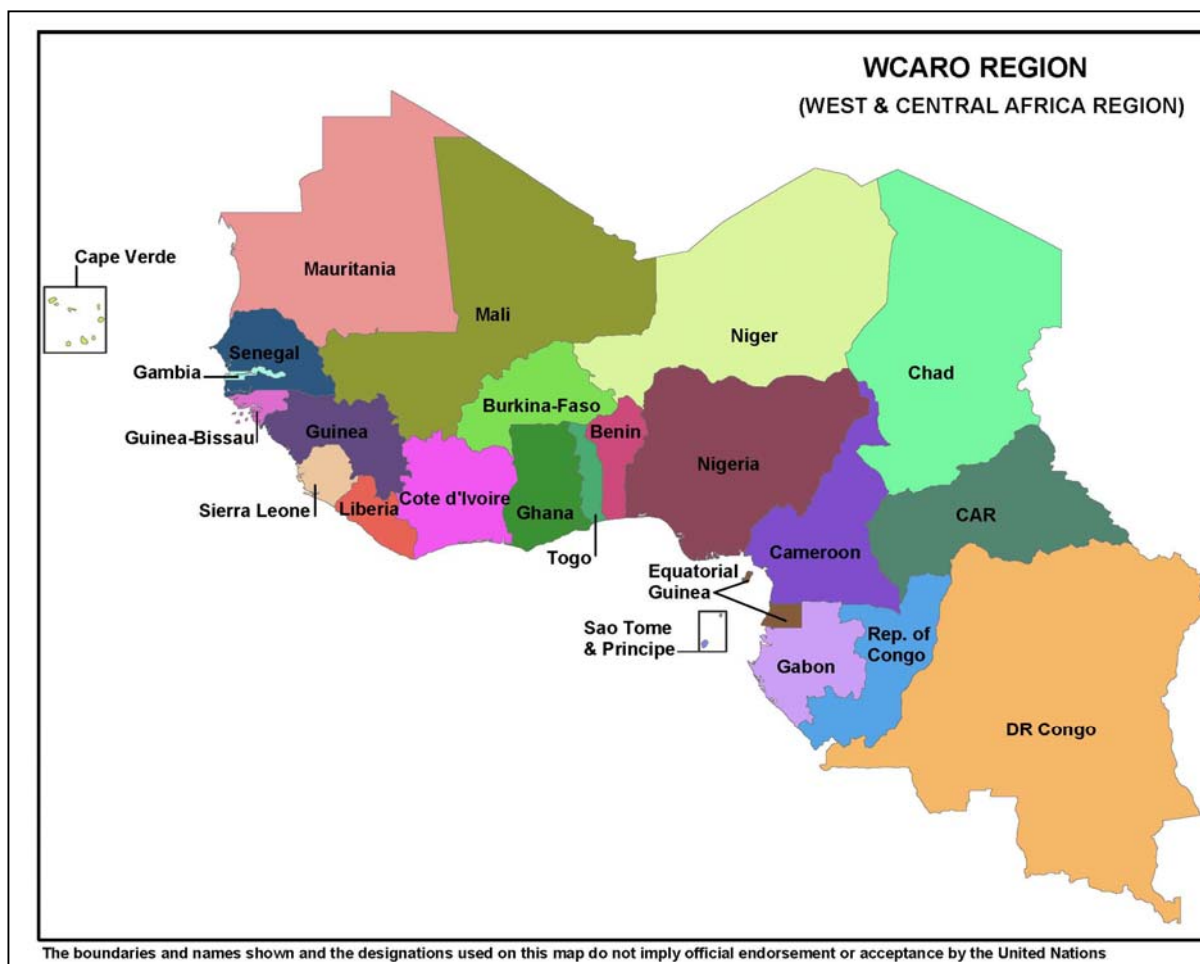 WCARO REGION
(WEST & CENTRAL AFRICA REGION)
Cape Verde
Mauritania
Mali
Niger
Chad
Senegal
Gambia
Burkina-Faso
Guinea-Bissau
Guinea
Benin
Nigeria
Sierra Leone
Liberia
Cote d'Ivoire
Ghana
Togo
CAR
Cameroon
Equatorial
Guinea
Sao Tome
& Principe
Rep. of
Congo
Gabon
DR Congo
The boundaries and names shown and the designations used on this map do not imply official endorsement or acceptance by the United Nations